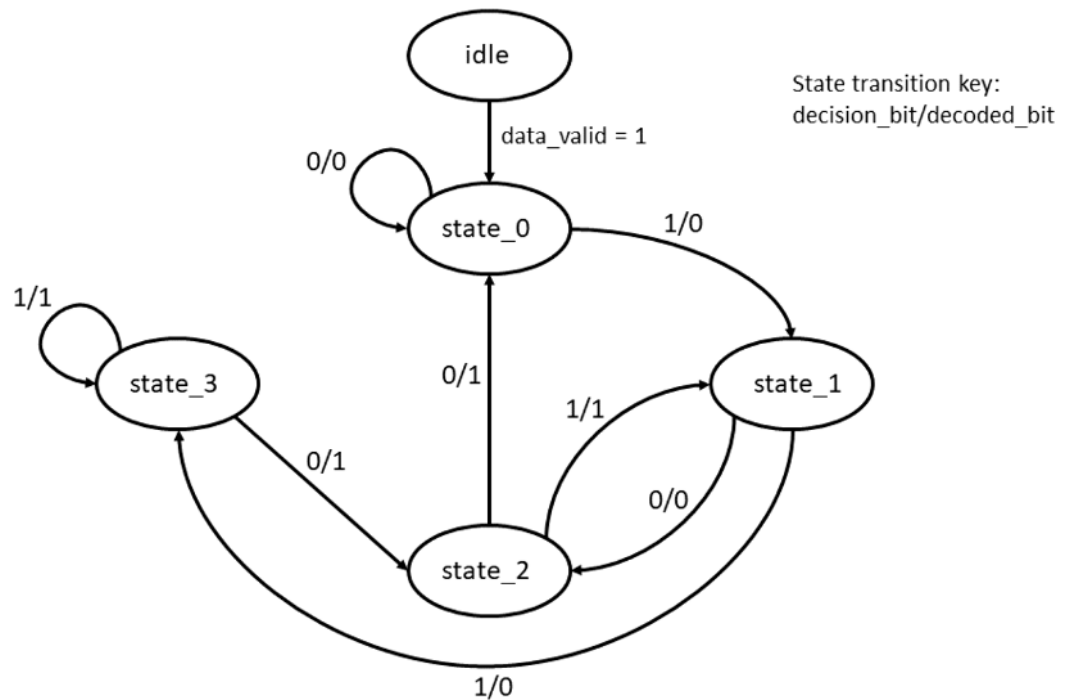 idle
State transition key:
decision_bit/decoded_bit
data_valid = 1
0/0
state_0
1/0
1/1
state_3
0/1
1/1
state_1
0/1
0/0
state_2
1/0